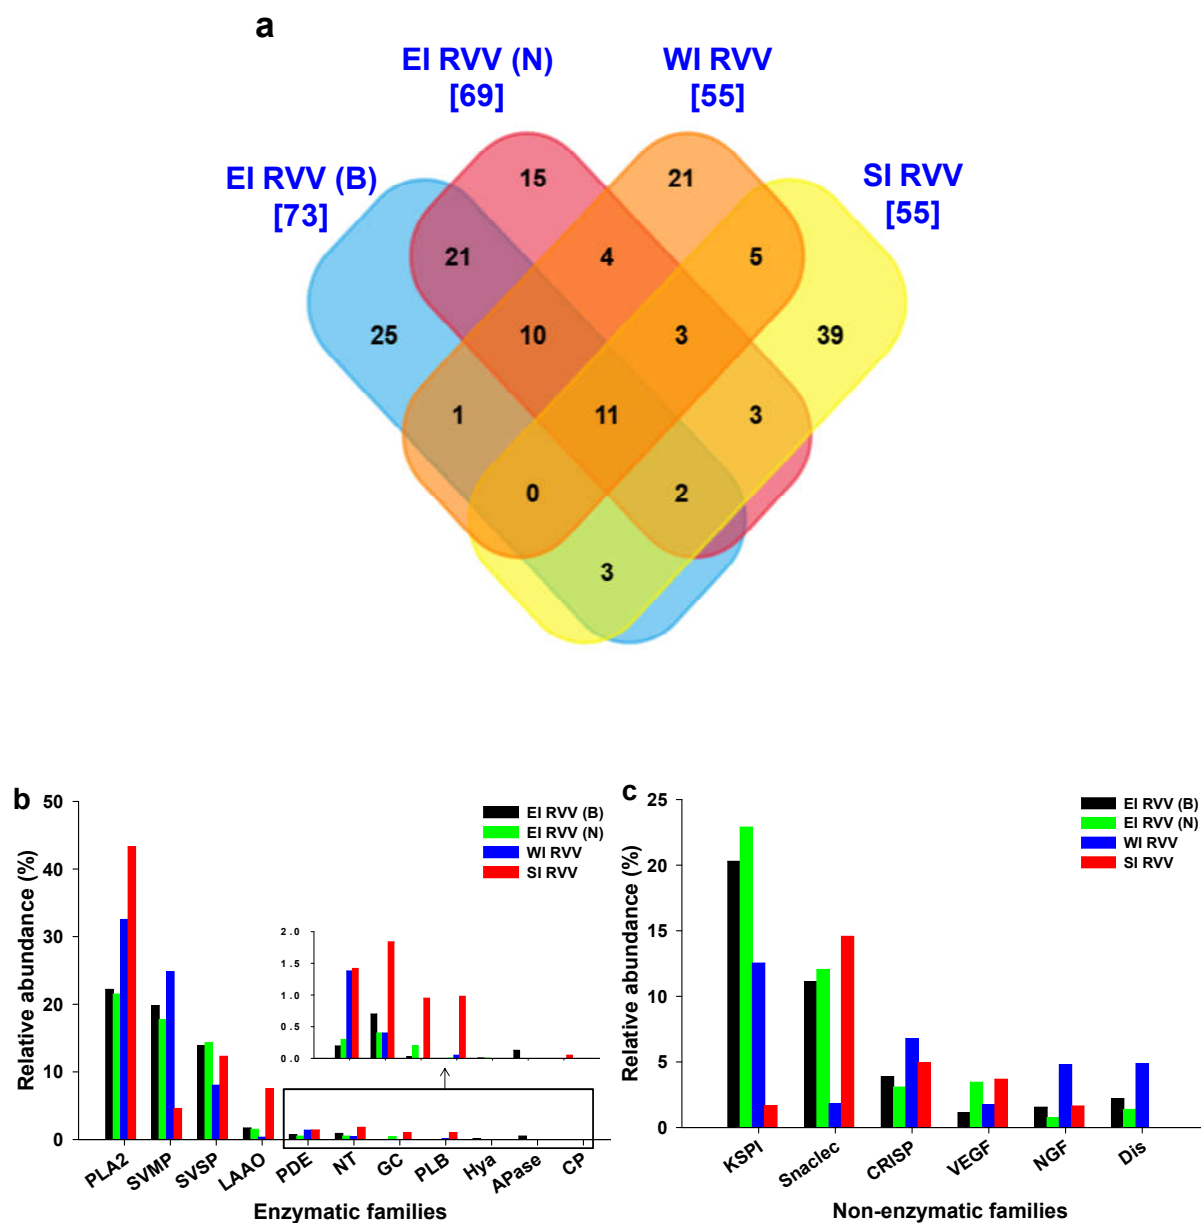 a
EI RVV (N)
[69]
WI RVV
[55]
EI RVV (B)
[73]
SI RVV
[55]
15
21
21
4
5
25
10
3
39
1
11
3
0
2
3
b
50
40
30
20
10
0
Relative abundance (%)
EI RVV (B)
EI RVV (N)
WI RVV
SI RVV
2.0
1.5
1.0
0.5
0.0
PLA2
SVMP
SVSP
LAAO
PDE
NT
GC
PLB
Hya
APase
CP
Enzymatic families
c
25
20
15
10
5
0
Relative abundance (%)
EI RVV (B)
EI RVV (N)
WI RVV
SI RVV
KSPI
Snaclec
CRISP
VEGF
NGF
Dis
Non-enzymatic families